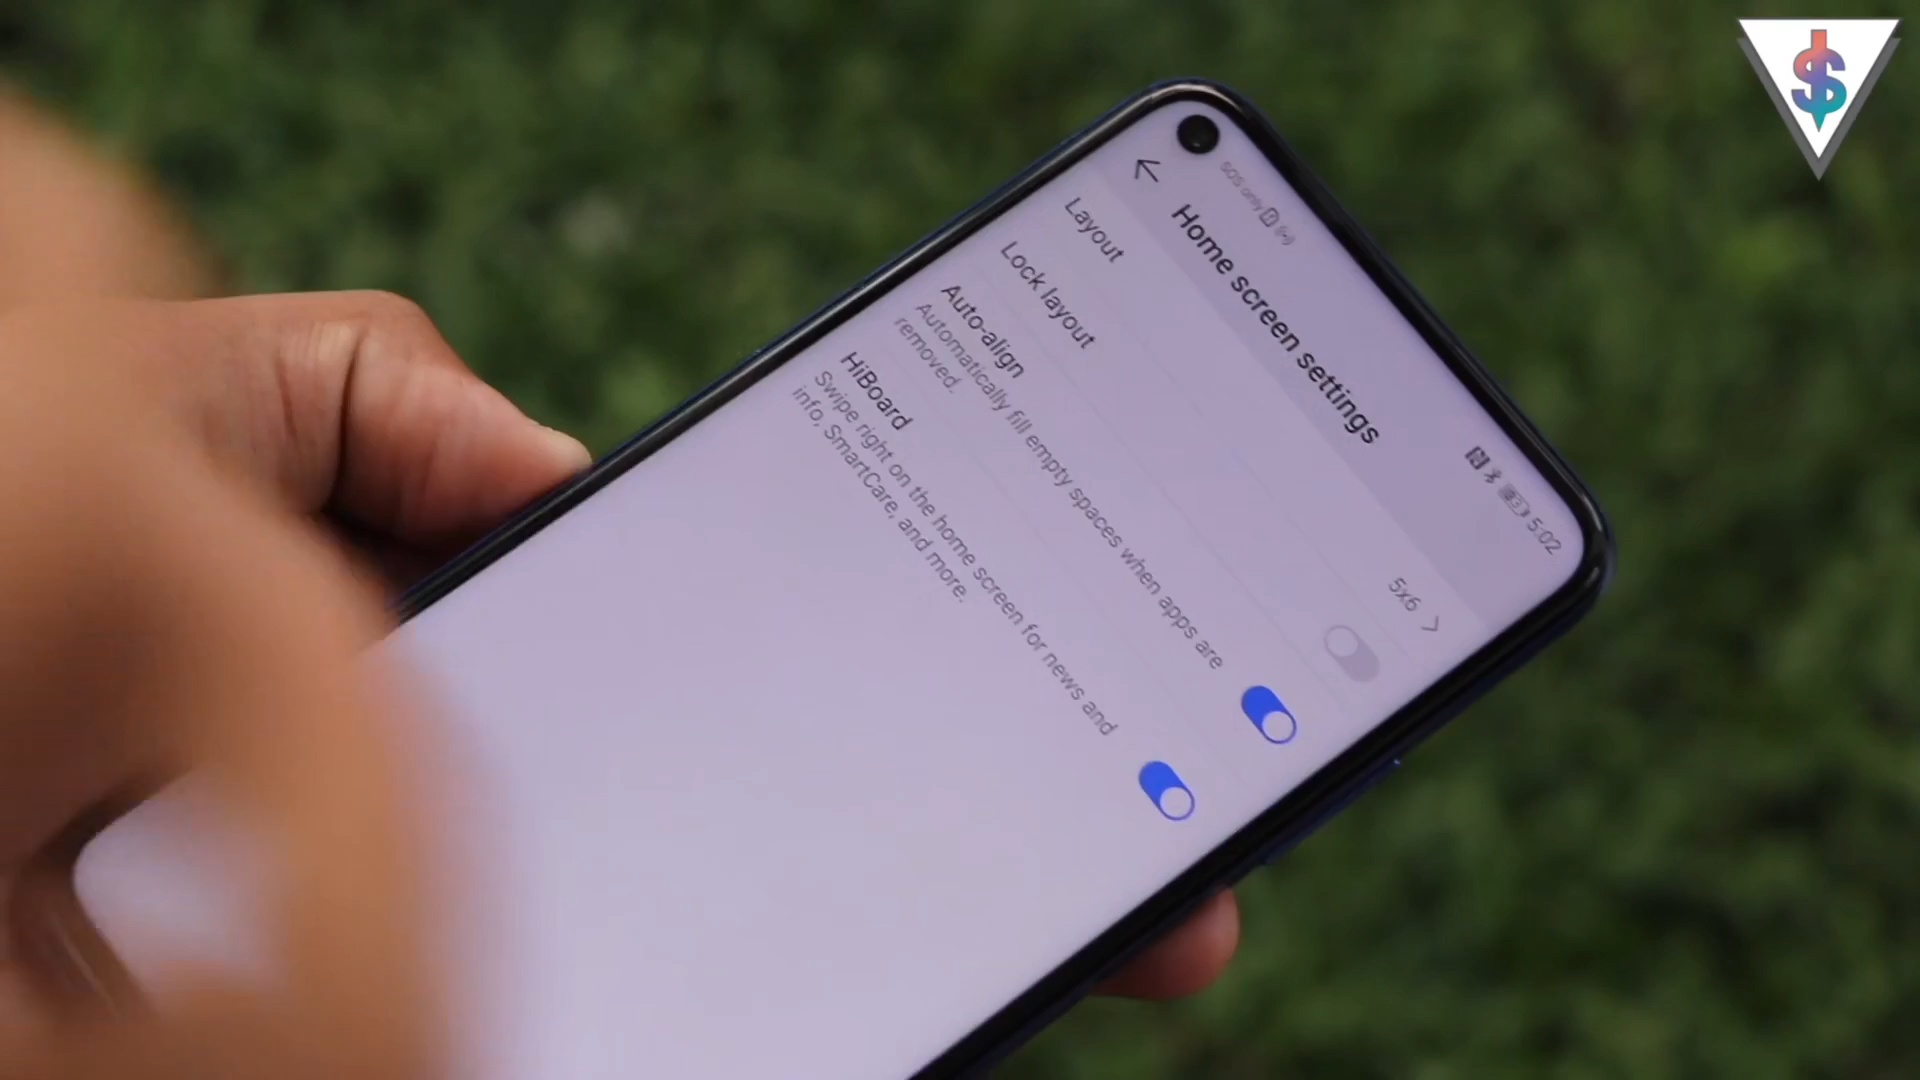 SOS only
5:02
Home screen settings
Layout
5x6
Lock layout
Auto-align
Automatically fill empty spaces when apps are
removed.
HiBoard
Swipe right on the home screen for news and
info, SmartCare, and more.
$